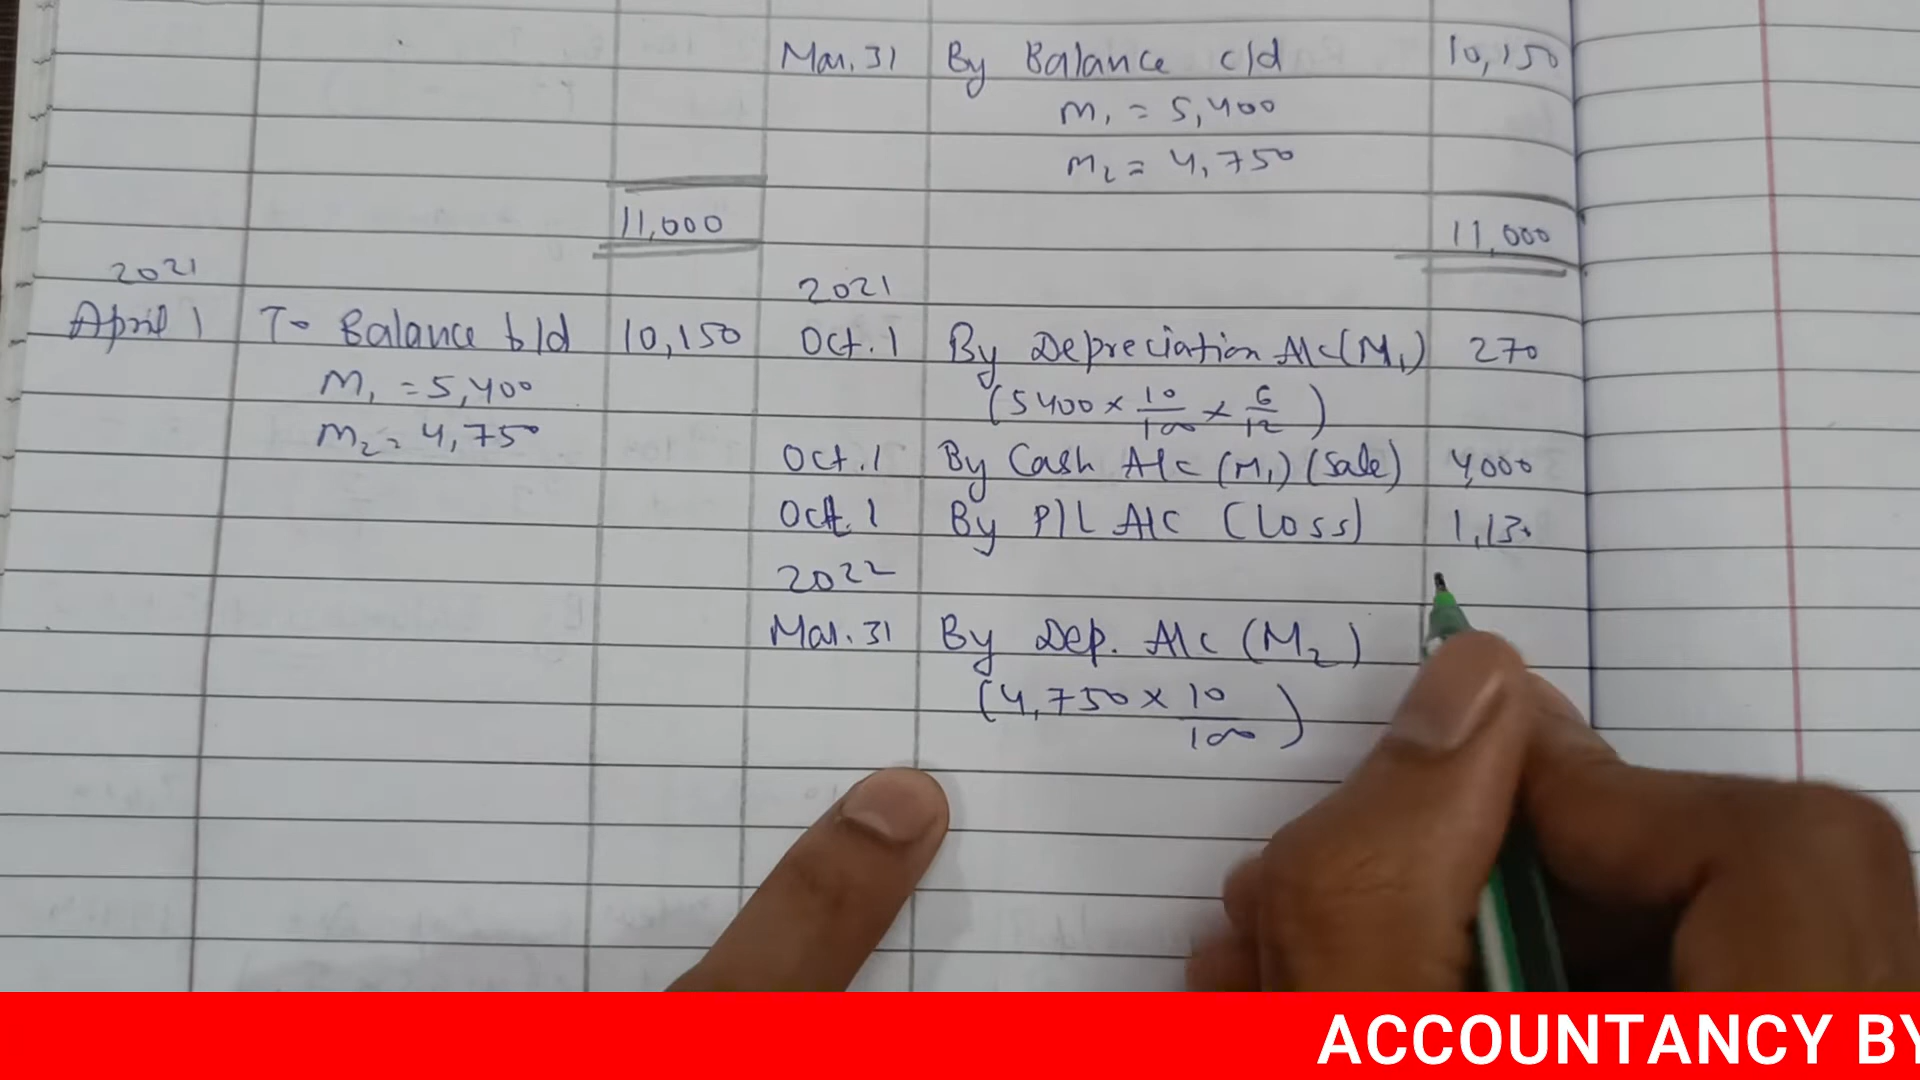 Mar. 31 By Balance c/d 10,150
M₁ = 5,400
M₂ = 4,750
11,000 11,000
2021 2021
April 1 To Balance b/d 10,150 Oct. 1 By Depreciation A/c (M₁) 270
M₁ = 5,400 (5400 × 10/100 × 6/12)
M₂ = 4,750 Oct. 1 By Cash A/c (M₁) (Sale) 4,000
Oct. 1 By P/L A/C (Loss) 1,130
2022
Mar. 31 By Dep. A/c (M₂)
(4,750 × 10/100)
ACCOUNTANCY BY